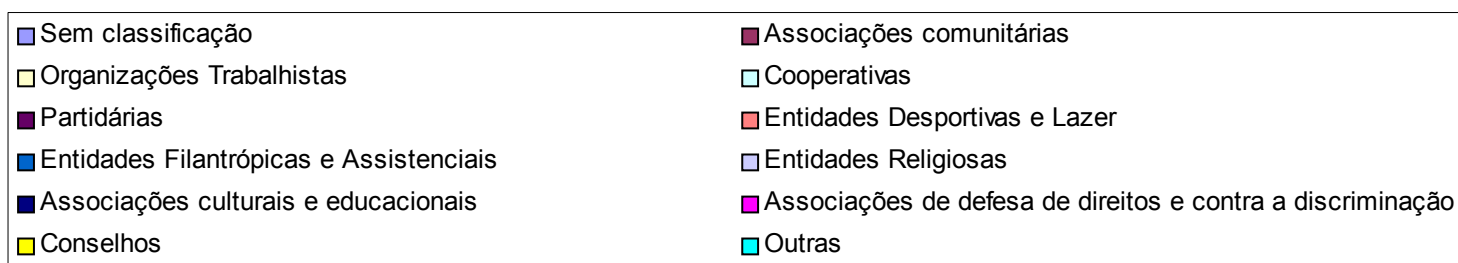 Sem classificação
Associações comunitárias
Organizações Trabalhistas
Cooperativas
Partidárias
Entidades Desportivas e Lazer
Entidades Filantrópicas e Assistenciais
Entidades Religiosas
Associações culturais e educacionais
Associações de defesa de direitos e contra a discriminação
Conselhos
Outras